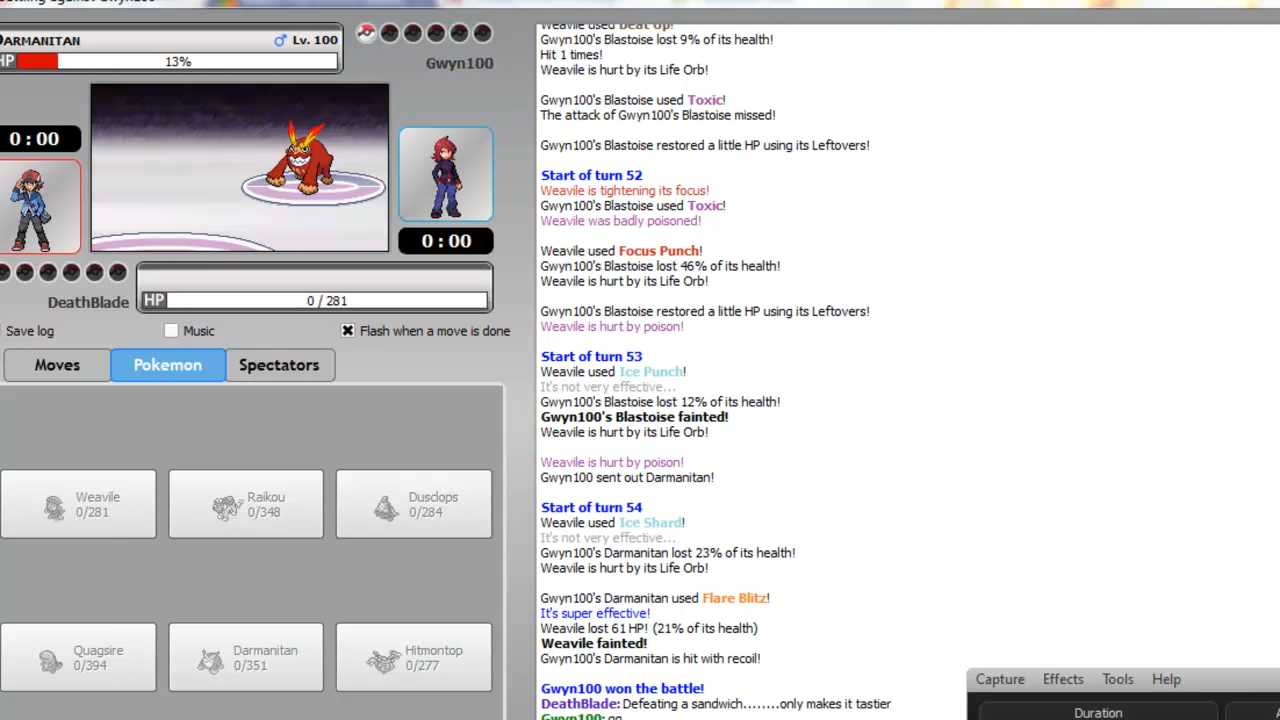 DARMANITAN ♂ Lv. 100
HP 13%
Gwyn100
0:00
0:00
DeathBlade
HP 0 / 281
Save log Music Flash when a move is done
Moves Pokemon Spectators
Weavile
0/281
Raikou
0/348
Dusclops
0/284
Quagsire
0/394
Darmanitan
0/351
Hitmontop
0/277
Weavile used Beat Up!
Gwyn100's Blastoise lost 9% of its health!
Hit 1 times!
Weavile is hurt by its Life Orb!
Gwyn100's Blastoise used Toxic!
The attack of Gwyn100's Blastoise missed!
Gwyn100's Blastoise restored a little HP using its Leftovers!
Start of turn 52
Weavile is tightening its focus!
Gwyn100's Blastoise used Toxic!
Weavile was badly poisoned!
Weavile used Focus Punch!
Gwyn100's Blastoise lost 46% of its health!
Weavile is hurt by its Life Orb!
Gwyn100's Blastoise restored a little HP using its Leftovers!
Weavile is hurt by poison!
Start of turn 53
Weavile used Ice Punch!
It's not very effective...
Gwyn100's Blastoise lost 12% of its health!
Gwyn100's Blastoise fainted!
Weavile is hurt by its Life Orb!
Weavile is hurt by poison!
Gwyn100 sent out Darmanitan!
Start of turn 54
Weavile used Ice Shard!
It's not very effective...
Gwyn100's Darmanitan lost 23% of its health!
Weavile is hurt by its Life Orb!
Gwyn100's Darmanitan used Flare Blitz!
It's super effective!
Weavile lost 61 HP! (21% of its health)
Weavile fainted!
Gwyn100's Darmanitan is hit with recoil!
Gwyn100 won the battle!
DeathBlade: Defeating a sandwich........only makes it tastier
Gwyn100: gg
Capture Effects Tools Help
Duration